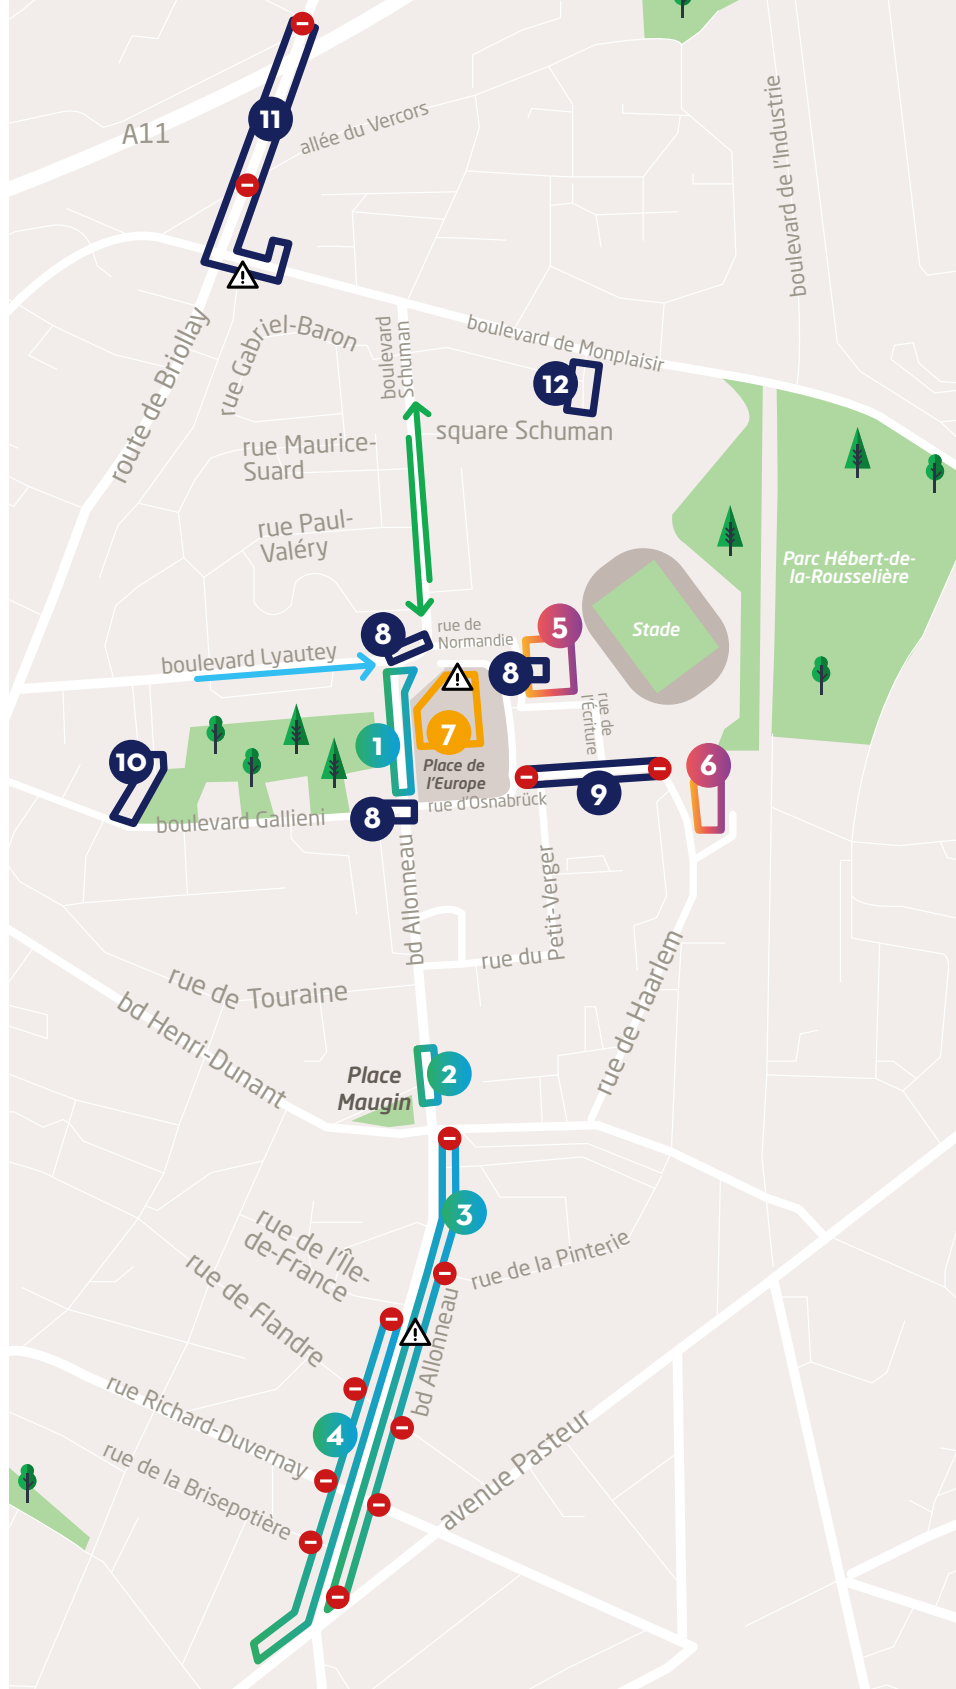 11
allée du Vercors
A11
boulevard de l'Industrie
boulevard
Schuman
boulevard de Monplaisir
route de Briollay
rue Gabriel-Baron
12
square Schuman
rue Maurice-
Suard
rue Paul-
Valéry
Parc Hébert-de-
la-Rousselière
Stade
8
rue de
Normandie
5
boulevard Lyautey
8
rue de
l'Écriture
1
7
10
Place de
l'Europe
6
rue d'Osnabrück
9
8
boulevard Gallieni
bd Allonneau
Petit-Verger
rue du
rue de Touraine
rue de Haarlem
bd Henri-Dunant
Place
Maugin
2
3
rue de l'Île-
de-France
rue de la Pinterie
rue de Flandre
bd Allonneau
rue Richard-Duvernay
4
avenue Pasteur
rue de la Brisepotière